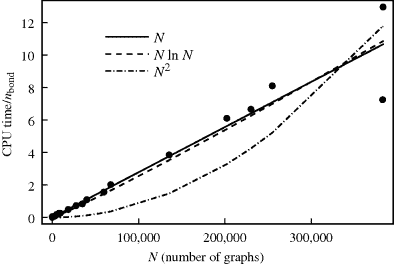 12
10
8
6
4
2
0
CPU time/n_bond
N
N ln N
N²
0
100,000
200,000
300,000
N (number of graphs)